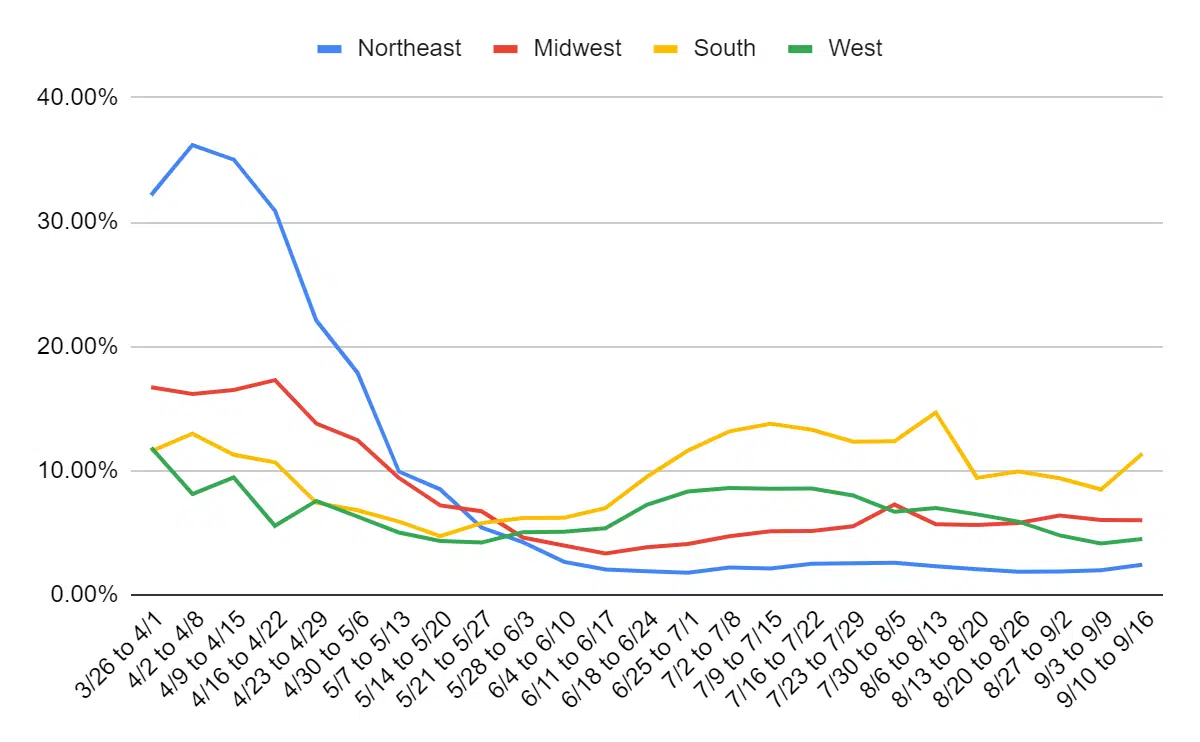 Northeast Midwest South West
40.00%
30.00%
20.00%
10.00%
0.00%
3/26 to 4/1
4/2 to 4/8
4/9 to 4/15
4/16 to 4/22
4/23 to 4/29
4/30 to 5/6
5/7 to 5/13
5/14 to 5/20
5/21 to 5/27
5/28 to 6/3
6/4 to 6/10
6/11 to 6/17
6/18 to 6/24
6/25 to 7/1
7/2 to 7/8
7/9 to 7/15
7/16 to 7/22
7/23 to 7/29
7/30 to 8/5
8/6 to 8/13
8/13 to 8/20
8/20 to 8/26
8/27 to 9/2
9/3 to 9/9
9/10 to 9/16